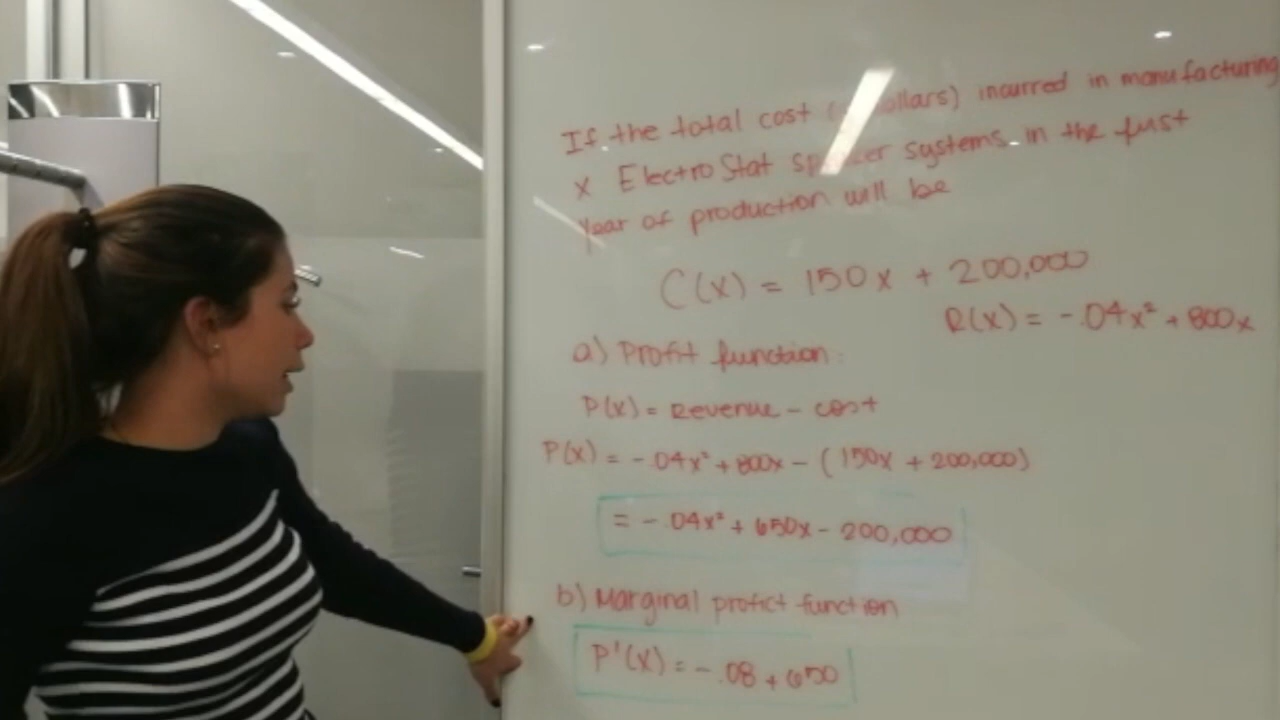 If the total cost ollars) incurred in manufacturing
x ElectroStat systems in the first
Year of production will be
C(x) = 150x + 200,000
R(x) = -.04x² + 800x
a) Profit function:
P(x) = Revenue - cost
P(x) = -.04x² + 800x - (150x + 200,000)
= -.04x² + 650x - 200,000
b) Marginal profict function
P'(x) = -.08 + 650